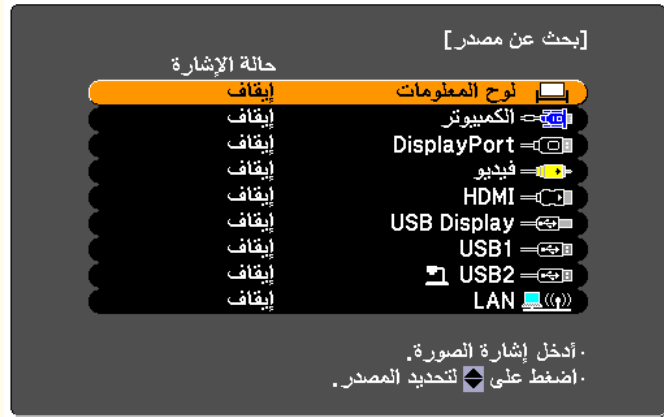 [بحث عن مصدر]
حالة الإشارة
لوح المعلومات إيقاف
الكمبيوتر إيقاف
DisplayPort إيقاف
فيديو إيقاف
HDMI إيقاف
USB Display إيقاف
USB1 إيقاف
USB2 إيقاف
LAN إيقاف
·أدخل إشارة الصورة.
·اضغط على لتحديد المصدر.